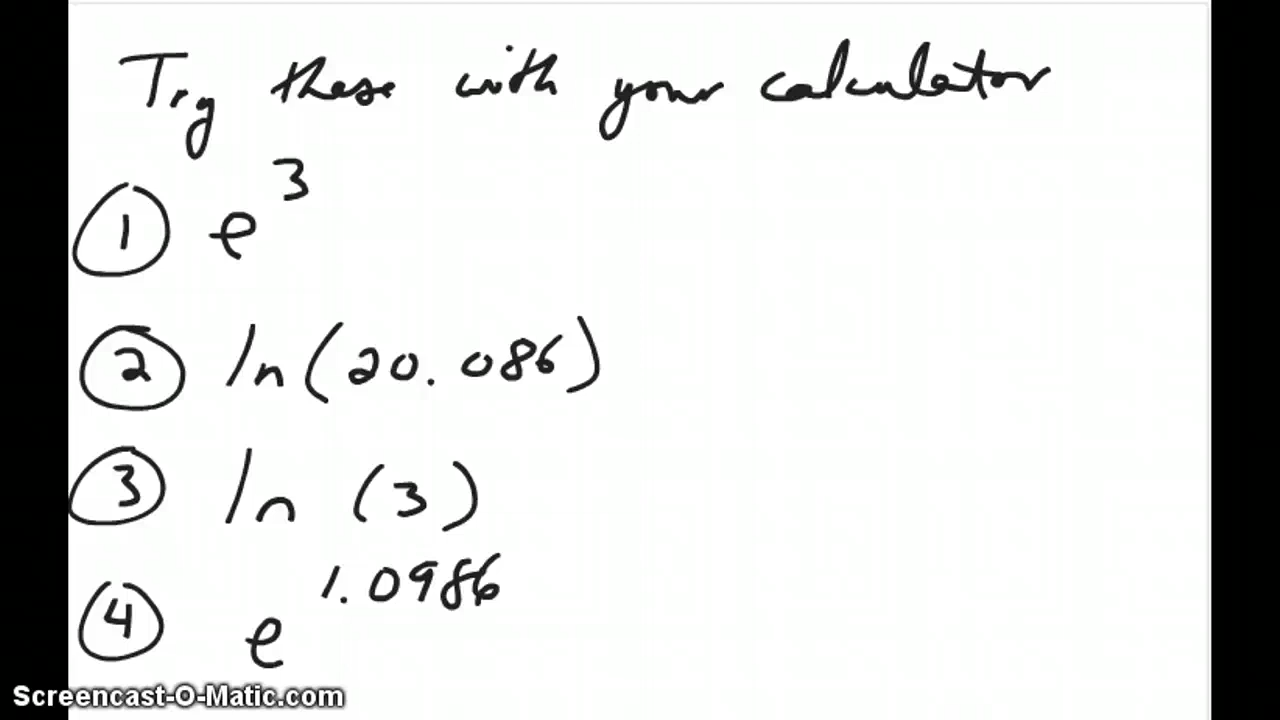 Try these with your calculator
① e³
② ln(20.086)
③ ln (3)
④ e^1.0986
Screencast-O-Matic.com